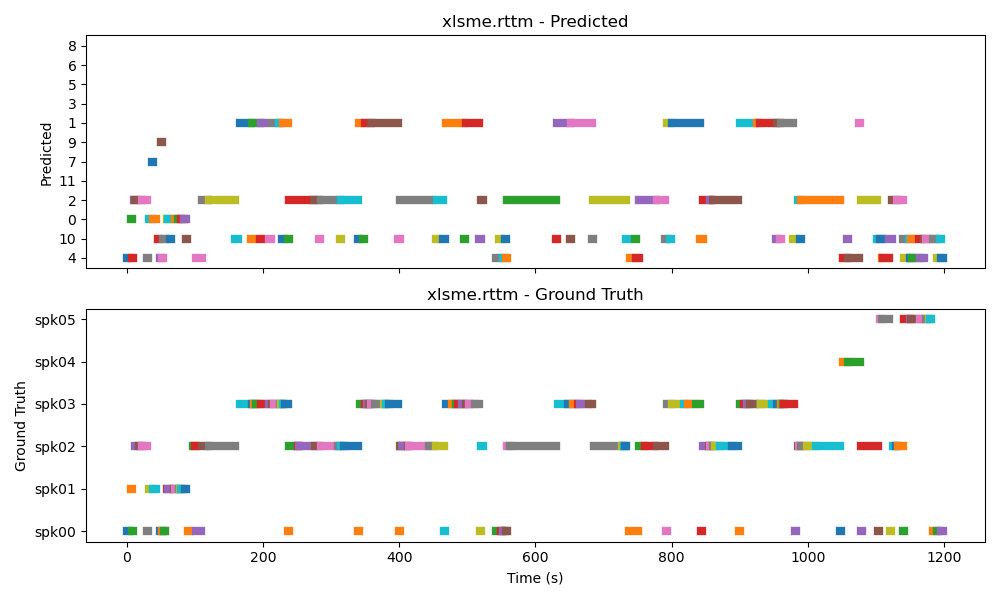 xlsme.rttm - Predicted
8
6
5
3
1
9
7
11
2
0
10
4
Predicted
xlsme.rttm - Ground Truth
spk05
spk04
spk03
spk02
spk01
spk00
Ground Truth
0 200 400 600 800 1000 1200
Time (s)